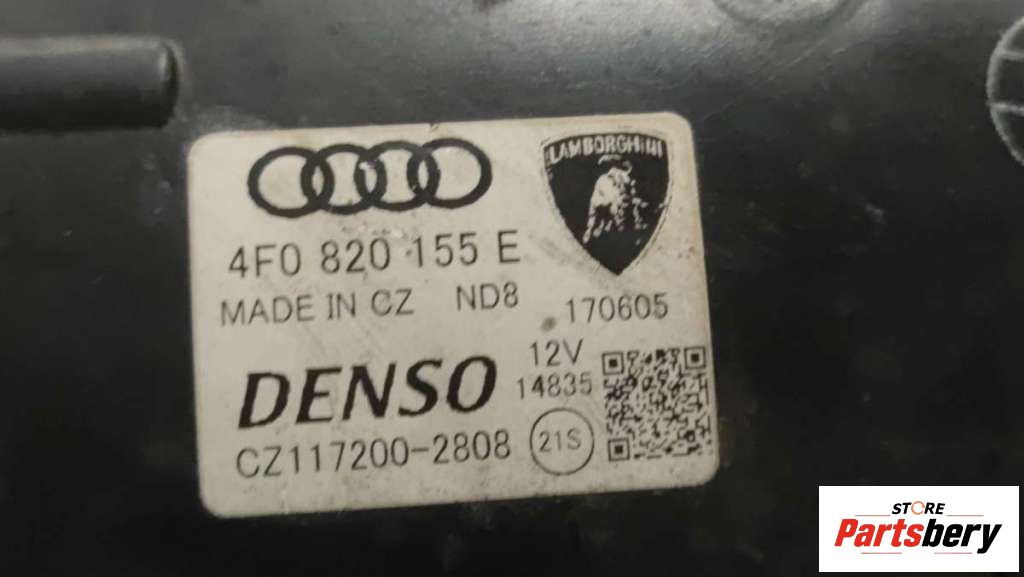 LAMBORGHINI
4F0 820 155 E
MADE IN CZ ND8 170605
12V
DENSO 14835
CZ117200-2808 21S
STORE
Partsbery